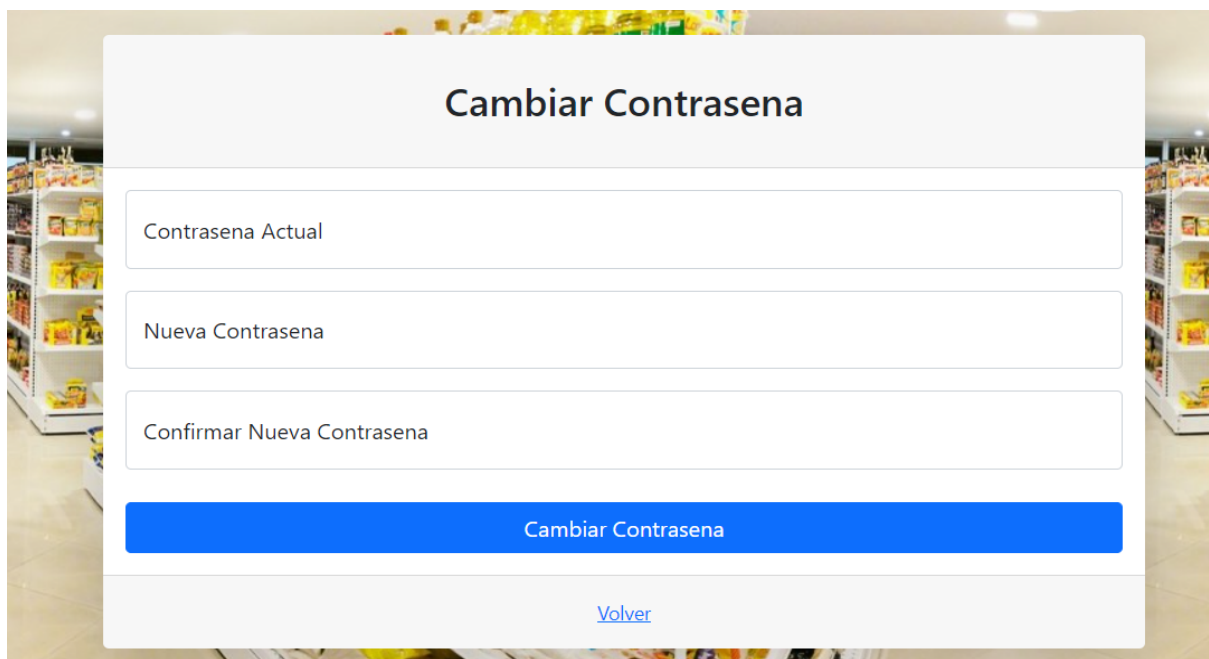 Cambiar Contrasena
Contrasena Actual
Nueva Contrasena
Confirmar Nueva Contrasena
Cambiar Contrasena
Volver